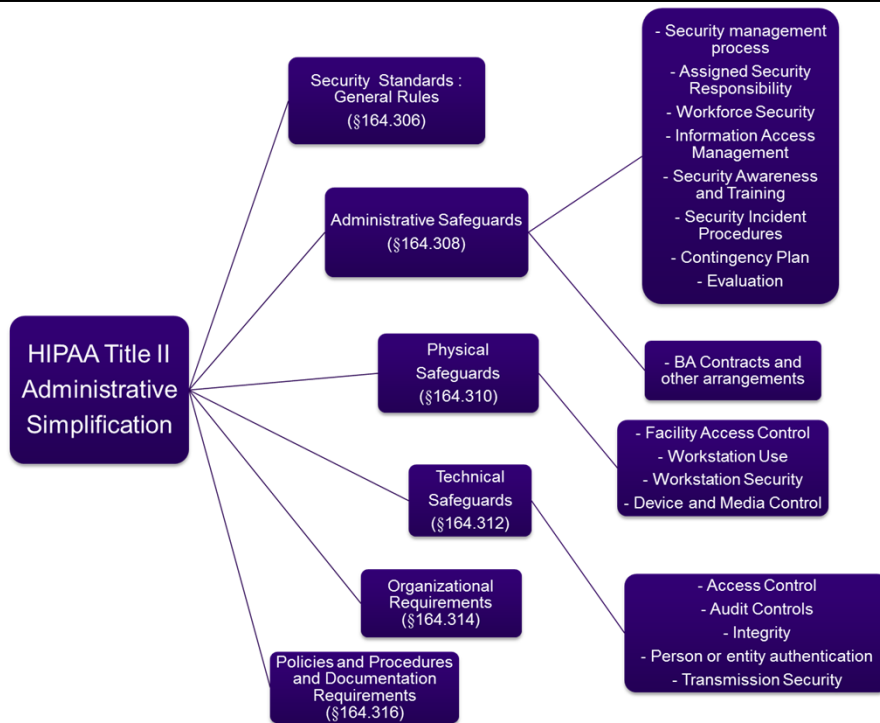 HIPAA Title II
Administrative
Simplification
Security Standards :
General Rules
(§164.306)
Administrative Safeguards
(§164.308)
Physical
Safeguards
(§164.310)
Technical
Safeguards
(§164.312)
Organizational
Requirements
(§164.314)
Policies and Procedures
and Documentation
Requirements
(§164.316)
- Security management
process
- Assigned Security
Responsibility
- Workforce Security
- Information Access
Management
- Security Awareness
and Training
- Security Incident
Procedures
- Contingency Plan
- Evaluation
- BA Contracts and
other arrangements
- Facility Access Control
- Workstation Use
- Workstation Security
- Device and Media Control
- Access Control
- Audit Controls
- Integrity
- Person or entity authentication
- Transmission Security